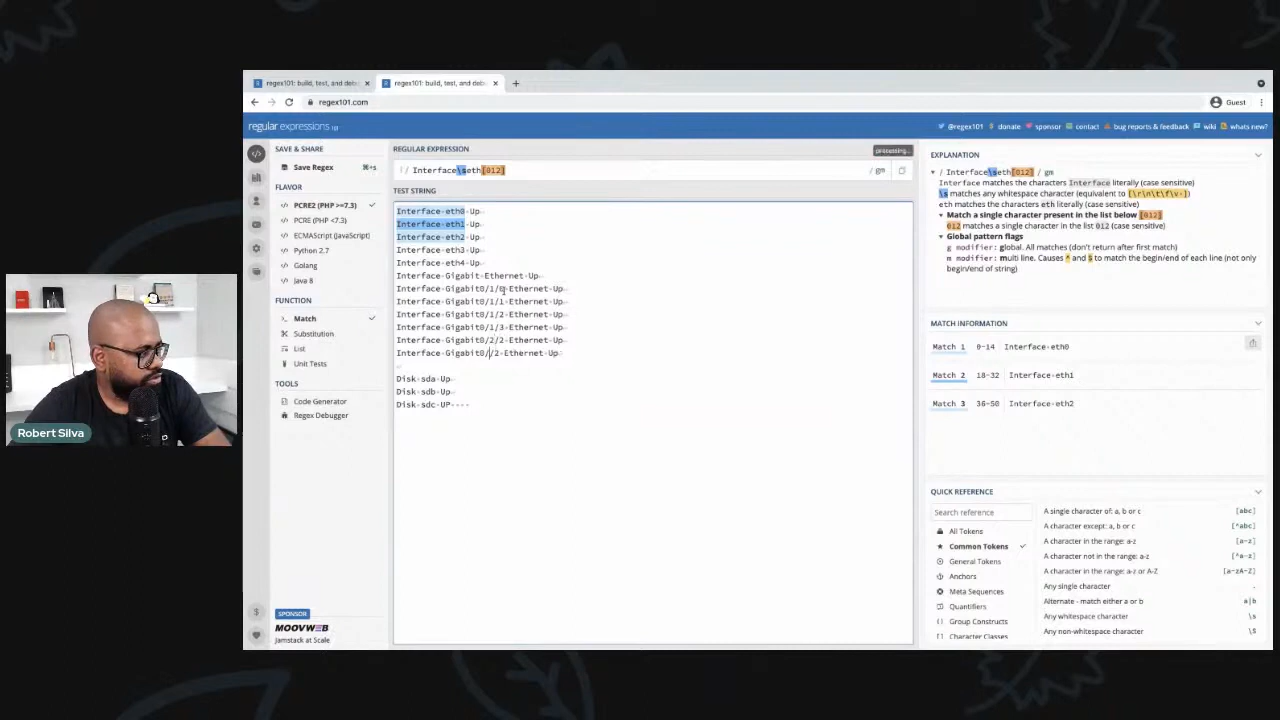 regex101: build, test, and deb
regex101: build, test, and deb
regex101.com
Guest
regular expressions 101
@regex101 donate sponsor contact bug reports & feedback wiki whats new?
SAVE & SHARE
Save Regex ⌘+s
FLAVOR
PCRE2 (PHP >=7.3)
PCRE (PHP <7.3)
ECMAScript (JavaScript)
Python 2.7
Golang
Java 8
FUNCTION
Match
Substitution
List
Unit Tests
TOOLS
Code Generator
Regex Debugger
SPONSOR
MOOVWEB
Jamstack at Scale
REGULAR EXPRESSION
processing...
/ Interface\seth[012] / gm
TEST STRING
Interface·eth0·Up
Interface·eth1·Up
Interface·eth2·Up
Interface·eth3·Up
Interface·eth4·Up
Interface·Gigabit·Ethernet·Up
Interface·Gigabit0/1/0·Ethernet·Up
Interface·Gigabit0/1/1·Ethernet·Up
Interface·Gigabit0/1/2·Ethernet·Up
Interface·Gigabit0/1/3·Ethernet·Up
Interface·Gigabit0/2/2·Ethernet·Up
Interface·Gigabit0//2·Ethernet·Up
Disk·sda·Up
Disk·sdb·Up
Disk·sdc·UP····
EXPLANATION
/ Interface\seth[012] / gm
Interface matches the characters Interface literally (case sensitive)
\s matches any whitespace character (equivalent to [\r\n\t\f\v ])
eth matches the characters eth literally (case sensitive)
Match a single character present in the list below [012]
012 matches a single character in the list 012 (case sensitive)
Global pattern flags
g modifier: global. All matches (don't return after first match)
m modifier: multi line. Causes ^ and $ to match the begin/end of each line (not only
begin/end of string)
MATCH INFORMATION
Match 1 0-14 Interface-eth0
Match 2 18-32 Interface-eth1
Match 3 36-50 Interface-eth2
QUICK REFERENCE
Search reference
All Tokens
Common Tokens
General Tokens
Anchors
Meta Sequences
Quantifiers
Group Constructs
Character Classes
A single character of: a, b or c [abc]
A character except: a, b or c [^abc]
A character in the range: a-z [a-z]
A character not in the range: a-z [^a-z]
A character in the range: a-z or A-Z [a-zA-Z]
Any single character .
Alternate - match either a or b a|b
Any whitespace character \s
Any non-whitespace character \S
Robert Silva